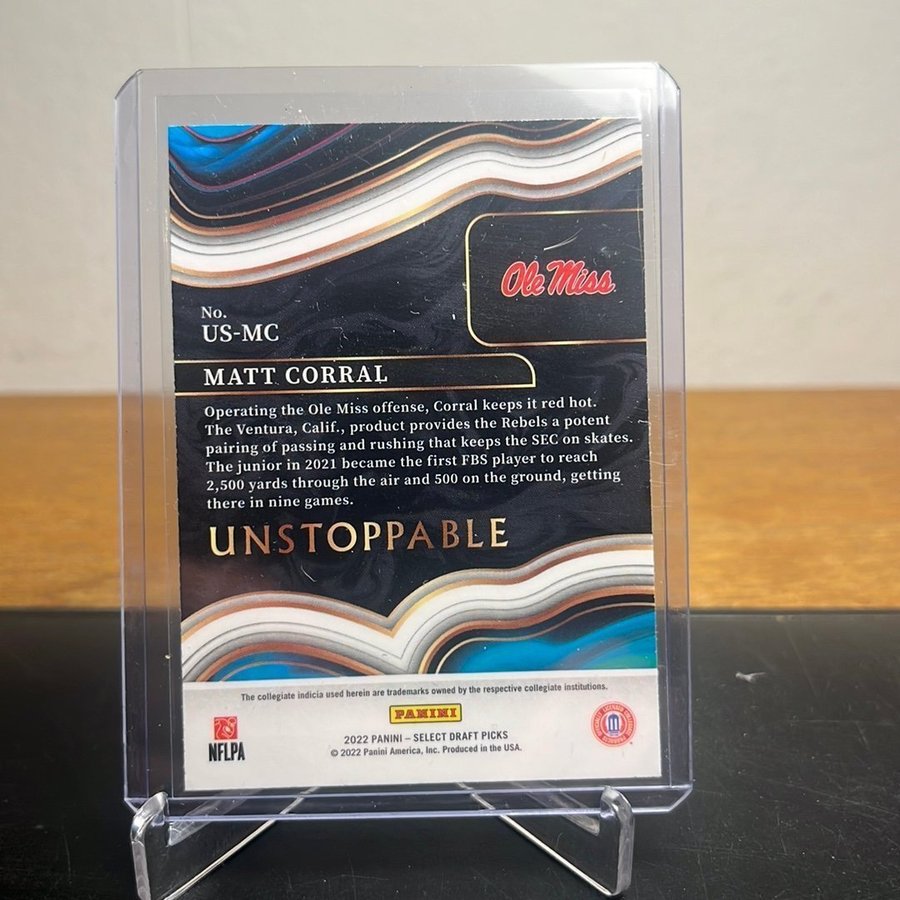 Ole Miss
No.
US-MC
MATT CORRAL
Operating the Ole Miss offense, Corral keeps it red hot.
The Ventura, Calif., product provides the Rebels a potent
pairing of passing and rushing that keeps the SEC on skates.
The junior in 2021 became the first FBS player to reach
2,500 yards through the air and 500 on the ground, getting
there in nine games.
UNSTOPPABLE
The collegiate indicia used herein are trademarks owned by the respective collegiate institutions.
PANINI
NFLPA
2022 PANINI – SELECT DRAFT PICKS
© 2022 Panini America, Inc. Produced in the USA.